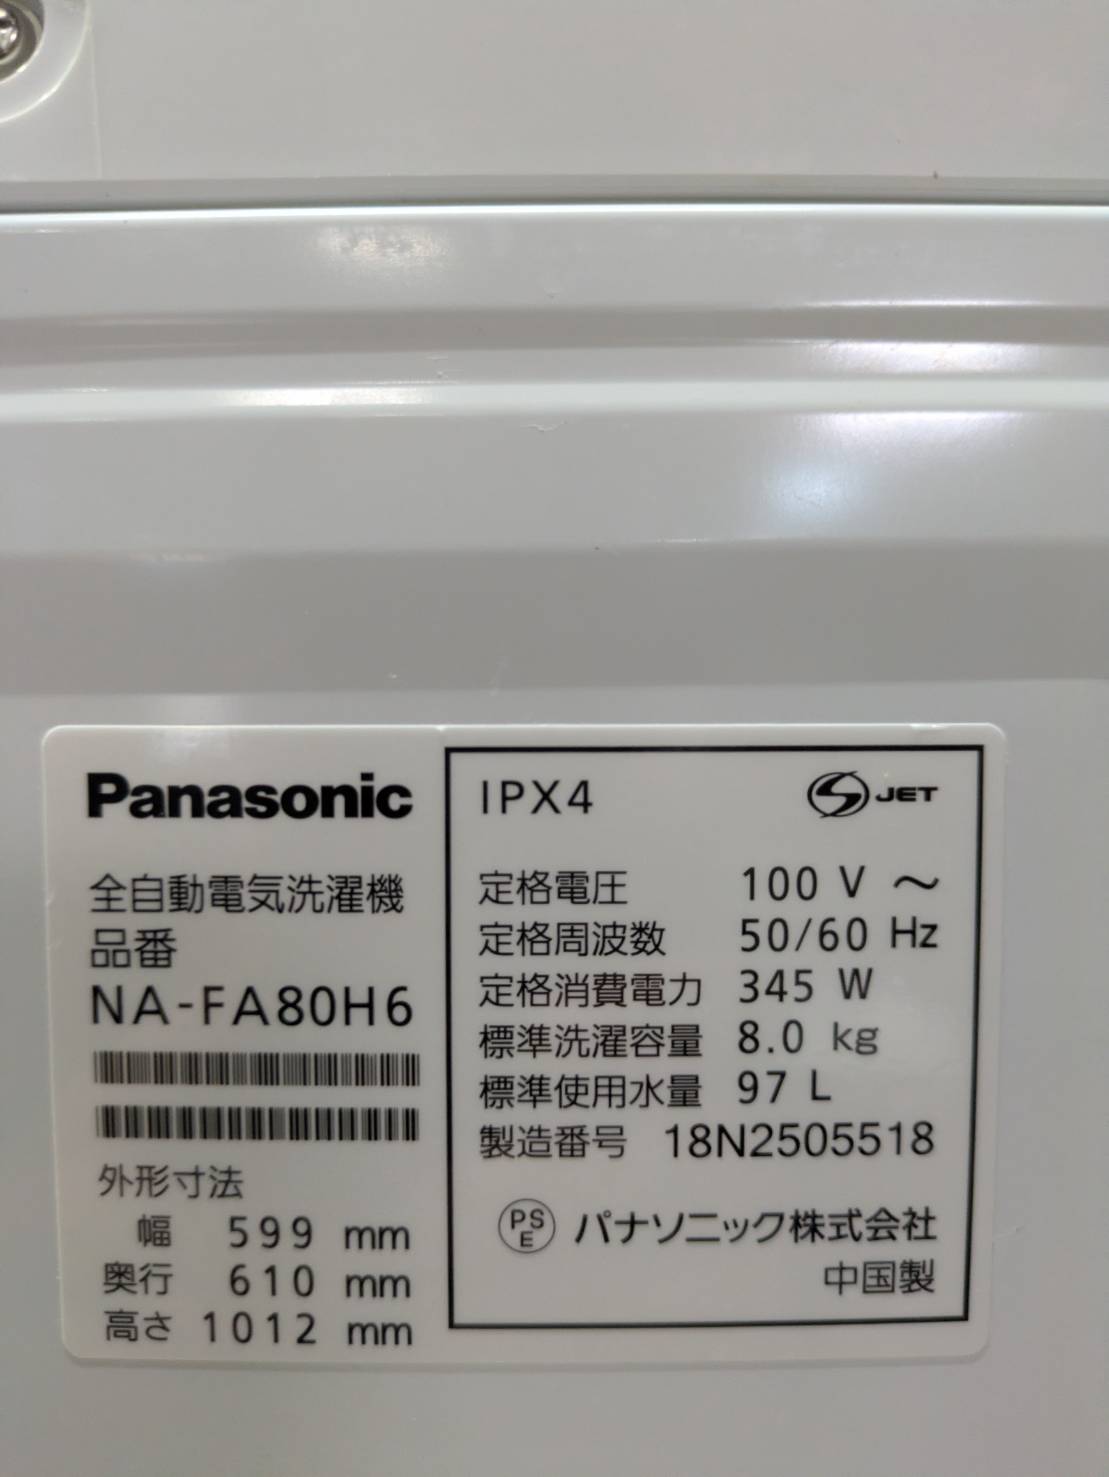 Panasonic
全自動電気洗濯機
品番
NA-FA80H6
外形寸法
幅 599 mm
奥行 610 mm
高さ 1012 mm
IPX4
JET
定格電圧 100 V ～
定格周波数 50/60 Hz
定格消費電力 345 W
標準洗濯容量 8.0 kg
標準使用水量 97 L
製造番号 18N2505518
PS
E
パナソニック株式会社
中国製